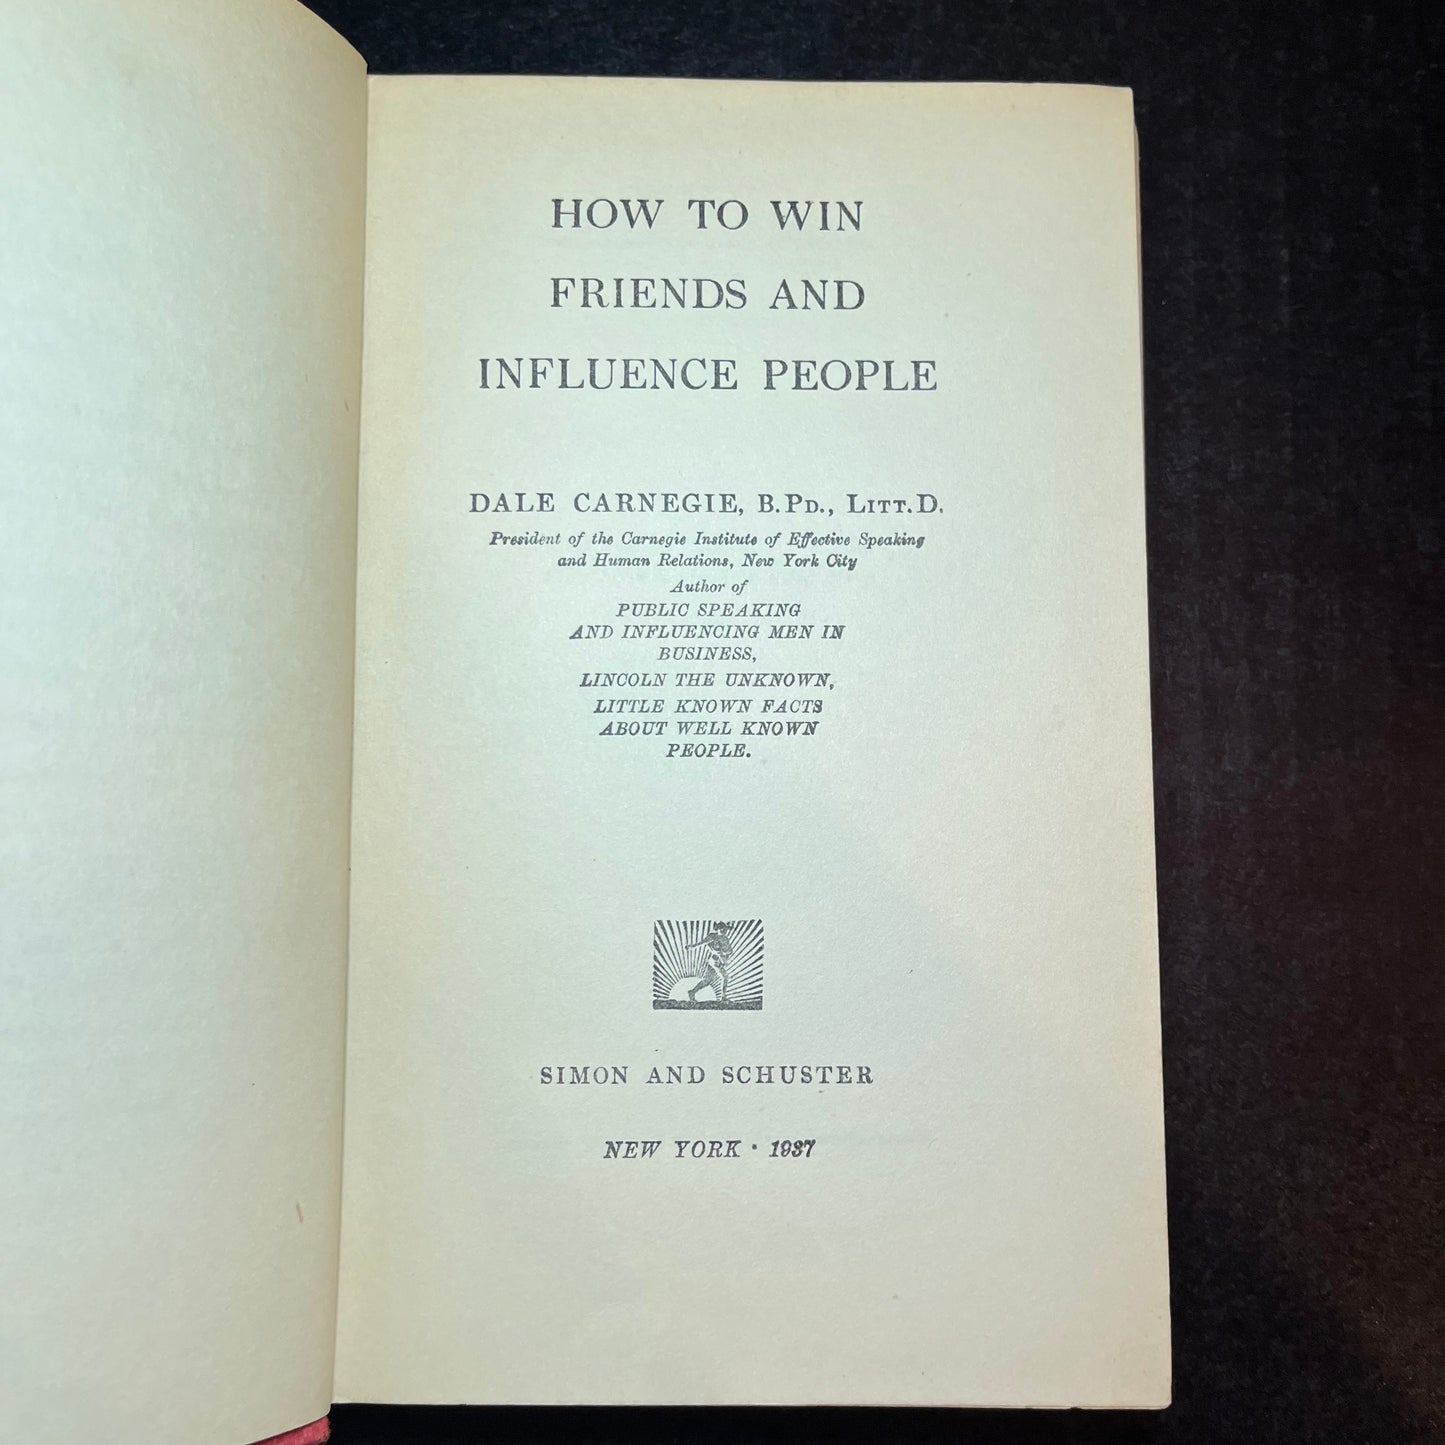 HOW TO WIN
FRIENDS AND
INFLUENCE PEOPLE
DALE CARNEGIE, B.PD., LITT.D.
President of the Carnegie Institute of Effective Speaking
and Human Relations, New York City
Author of
PUBLIC SPEAKING
AND INFLUENCING MEN IN
BUSINESS,
LINCOLN THE UNKNOWN,
LITTLE KNOWN FACTS
ABOUT WELL KNOWN
PEOPLE.
SIMON AND SCHUSTER
NEW YORK · 1937